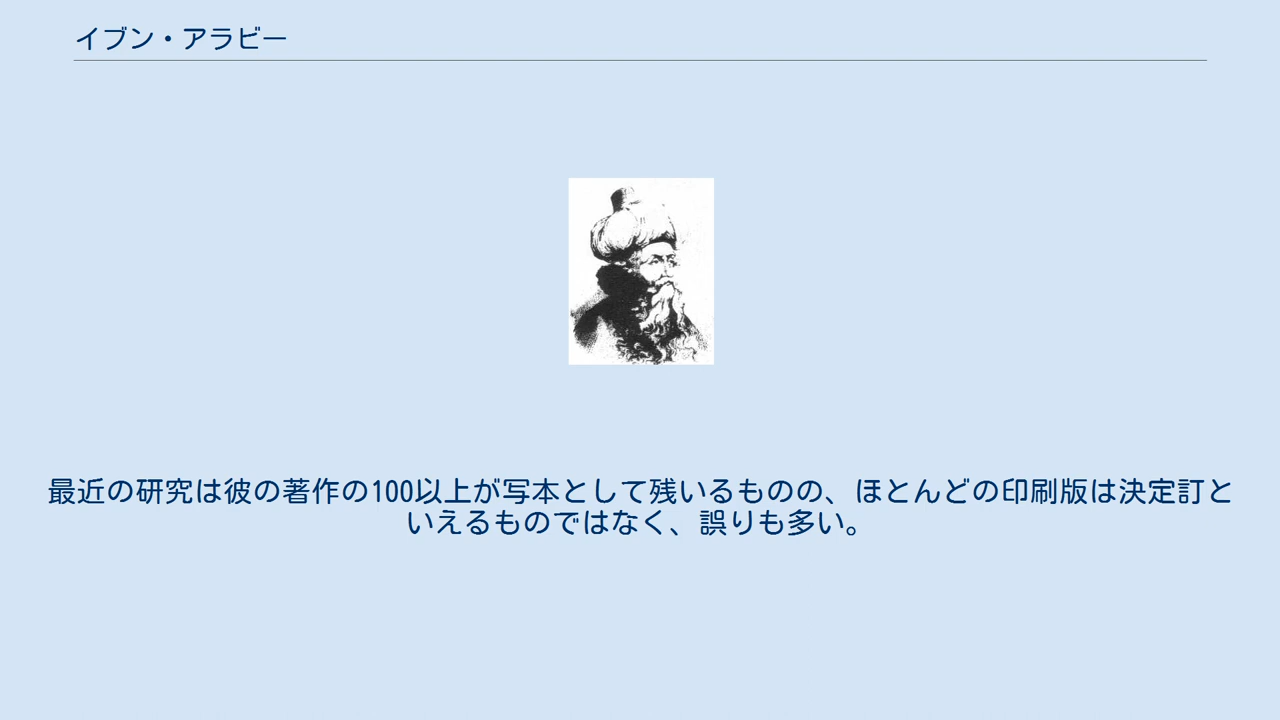 イブン・アラビー
最近の研究は彼の著作の100以上が写本として残いるものの、ほとんどの印刷版は決定訂と
いえるものではなく、誤りも多い。